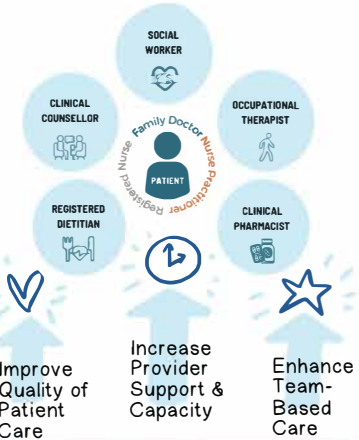 SOCIAL
WORKER
CLINICAL
COUNSELLOR
OCCUPATIONAL
THERAPIST
Family Doctor
Nurse Practitioner
Registered Nurse
PATIENT
REGISTERED
DIETITIAN
CLINICAL
PHARMACIST
Improve
Quality of
Patient
Care
Increase
Provider
Support &
Capacity
Enhance
Team-
Based
Care